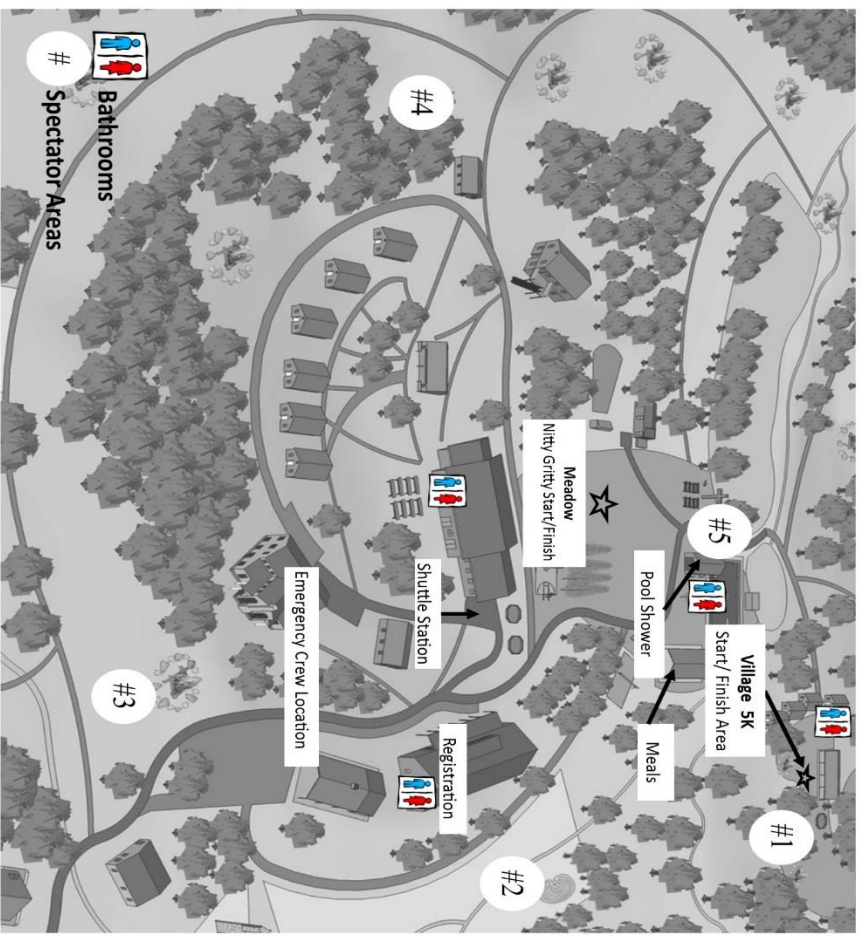 Bathrooms
# Spectator Areas
#4
#3
#5
#1
#2
Meadow
Nitty Gritty Start/Finish
Pool Shower
Village 5K
Start/ Finish Area
Meals
Shuttle Station
Emergency Crew Location
Registration